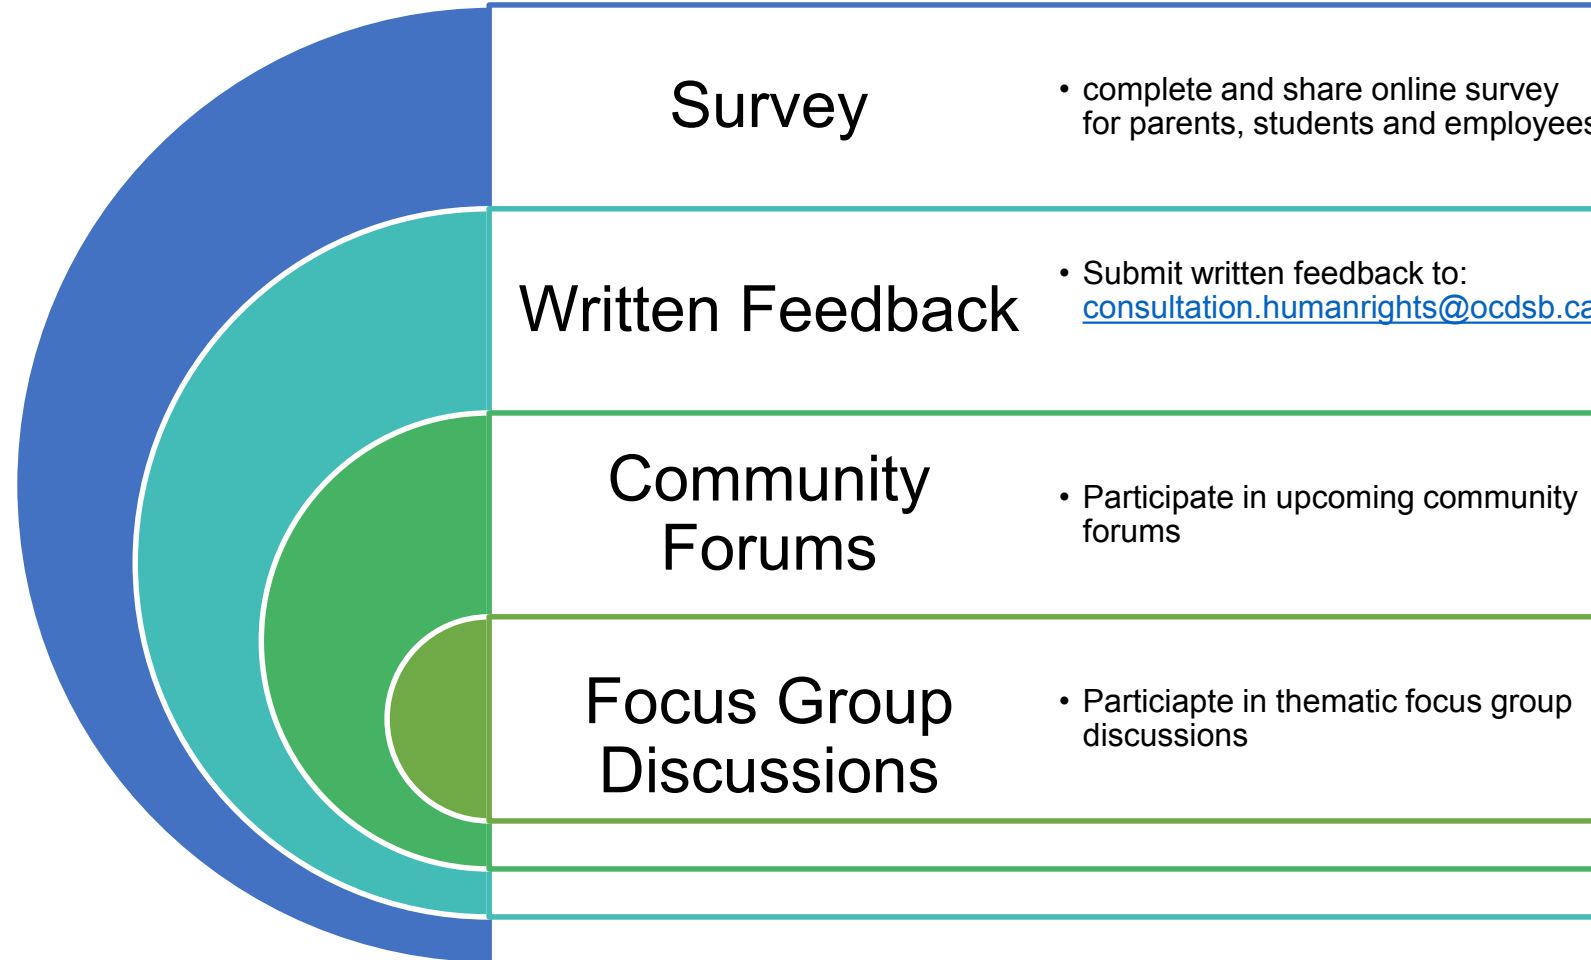 Survey
• complete and share online survey
for parents, students and employees
Written Feedback
• Submit written feedback to:
consultation.humanrights@ocdsb.ca
Community
Forums
• Participate in upcoming community
forums
Focus Group
Discussions
• Particiapte in thematic focus group
discussions